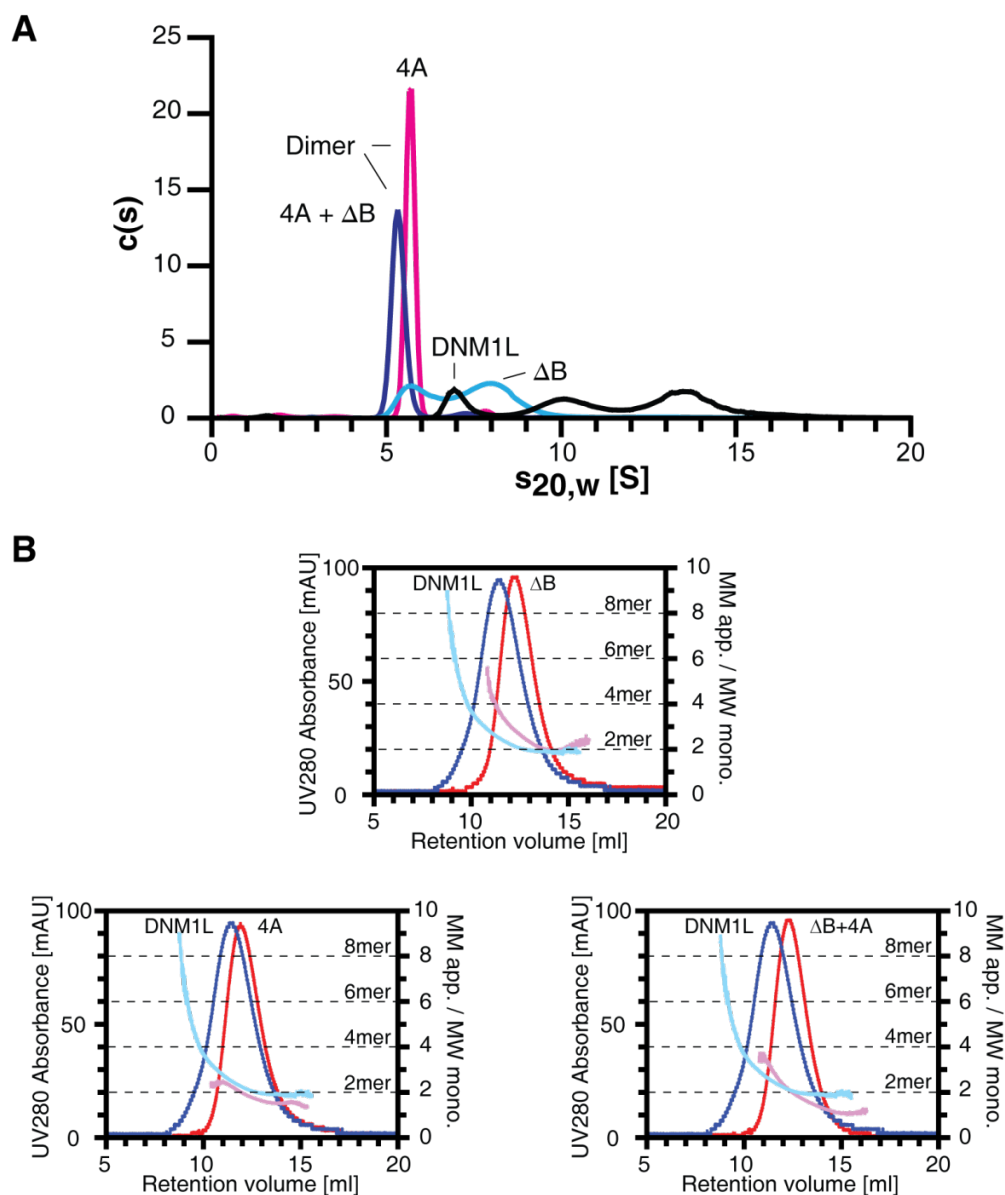 A
25
20
15
10
5
0
c(s)
4A
Dimer
4A + ΔB
DNM1L
ΔB
0 5 10 15 20
s20,w [S]
B
UV280 Absorbance [mAU]
100
50
0
DNM1L ΔB
8mer
6mer
4mer
2mer
10
8
6
4
2
0
MM app. / MW mono.
5 10 15 20
Retention volume [ml]
UV280 Absorbance [mAU]
100
50
0
DNM1L 4A
8mer
6mer
4mer
2mer
10
8
6
4
2
0
MM app. / MW mono.
5 10 15 20
Retention volume [ml]
UV280 Absorbance [mAU]
100
50
0
DNM1L ΔB+4A
8mer
6mer
4mer
2mer
10
8
6
4
2
0
MM app. / MW mono.
5 10 15 20
Retention volume [ml]